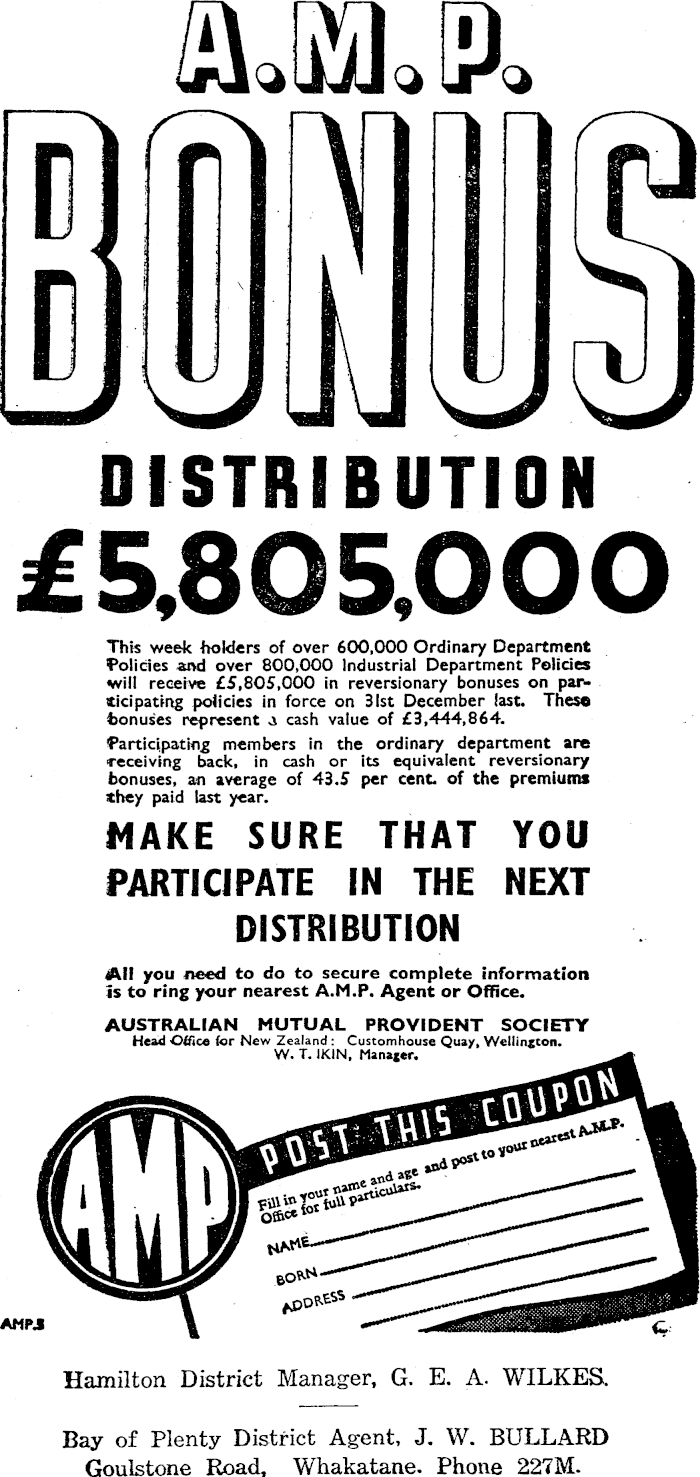 A.M.P.
BONUS
DISTRIBUTION
£5,805,000
This week holders of over 600,000 Ordinary Department
Policies and over 800,000 Industrial Department Policies
will receive £5,805,000 in reversionary bonuses on par-
ticipating policies in force on 31st December last. These
bonuses represent a cash value of £3,444,864.
Participating members in the ordinary department are
receiving back, in cash or its equivalent reversionary
bonuses, an average of 43.5 per cent. of the premiums
they paid last year.
MAKE SURE THAT YOU
PARTICIPATE IN THE NEXT
DISTRIBUTION
All you need to do to secure complete information
is to ring your nearest A.M.P. Agent or Office.
AUSTRALIAN MUTUAL PROVIDENT SOCIETY
Head Office for New Zealand: Customhouse Quay, Wellington.
W. T. IKIN, Manager.
AMP
POST THIS COUPON
Fill in your name and age and post to your nearest A.M.P.
Office for full particulars.
NAME
BORN
ADDRESS
AMP.5
Hamilton District Manager, G. E. A. WILKES.
Bay of Plenty District Agent, J. W. BULLARD
Goulstone Road, Whakatane. Phone 227M.